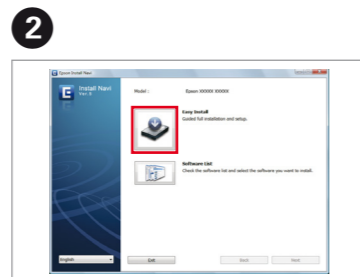 2
Epson Install Navi
Install Navi
Model :
Epson XXXXX XXXXX
Easy Install
Guided full installation and setup.
Software List
Check the software list and select the software you want to install.
English
Exit
Back
Next